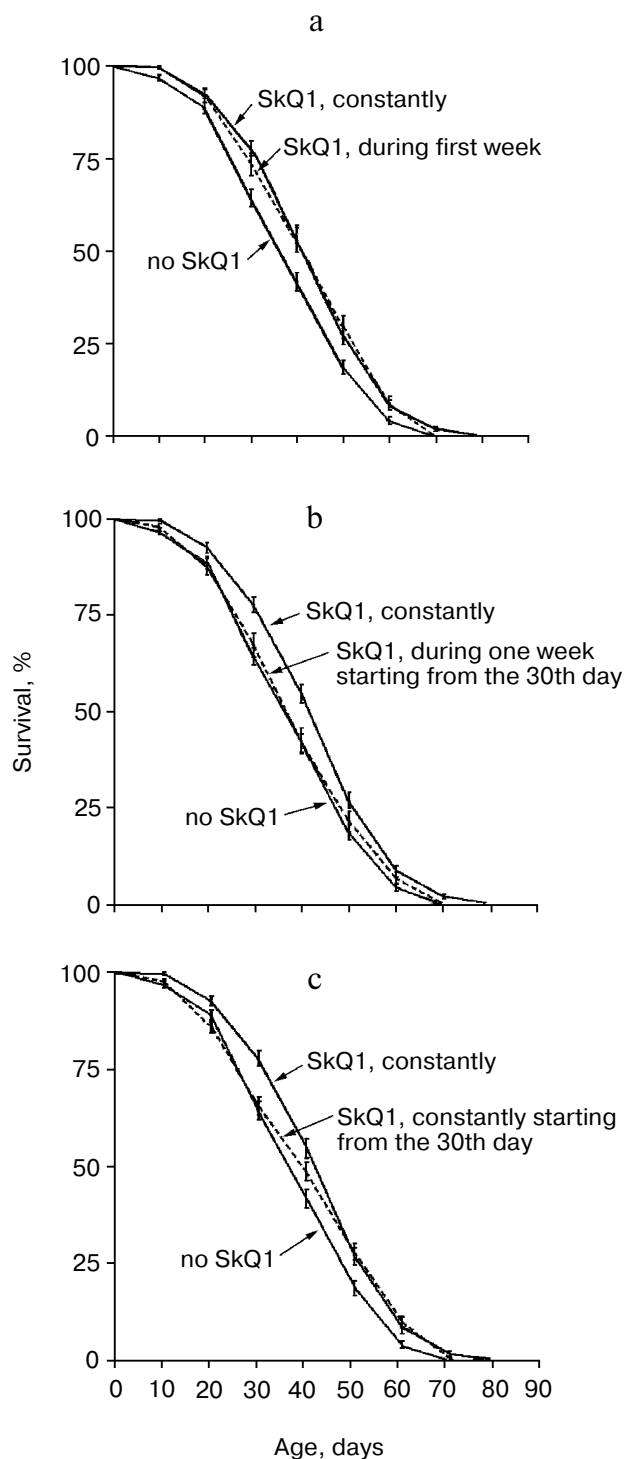 a
100
SkQ1, constantly
75
SkQ1, during first week
50
no SkQ1
25
0
b
100
75
SkQ1, constantly
SkQ1, during one week
starting from the 30th day
50
25
no SkQ1
0
Survival, %
c
100
75
SkQ1, constantly
SkQ1, constantly starting
from the 30th day
50
no SkQ1
25
0
0 10 20 30 40 50 60 70 80 90
Age, days